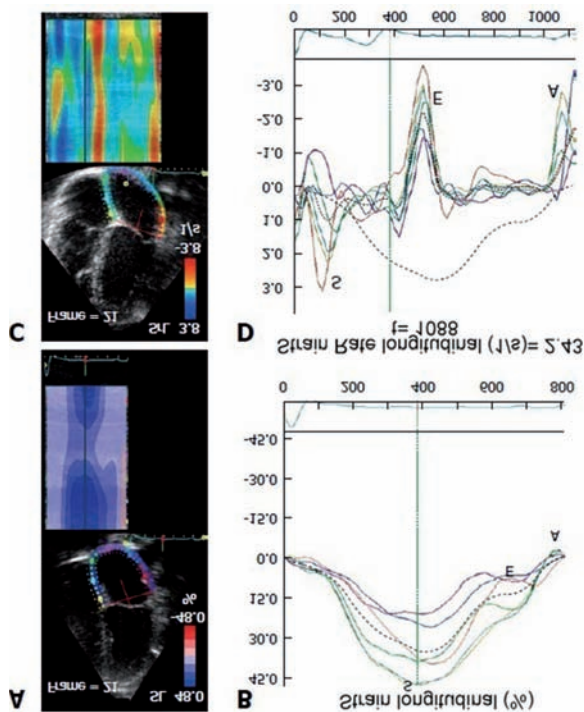 A
SL 48.0
Frame = 21
-48.0
%
B
Strain longitudinal (%)
S
45.0
30.0
15.0
E
A
0.0
-15.0
-30.0
-45.0
0 200 400 600 800
C
SrL 3.8
Frame = 21
-3.8
1/s
D
Strain Rate longitudinal (1/s)= 2.43
t= 1088
3.0
S
2.0
1.0
0.0
-1.0
-2.0
E
A
-3.0
0 200 400 600 800 1000